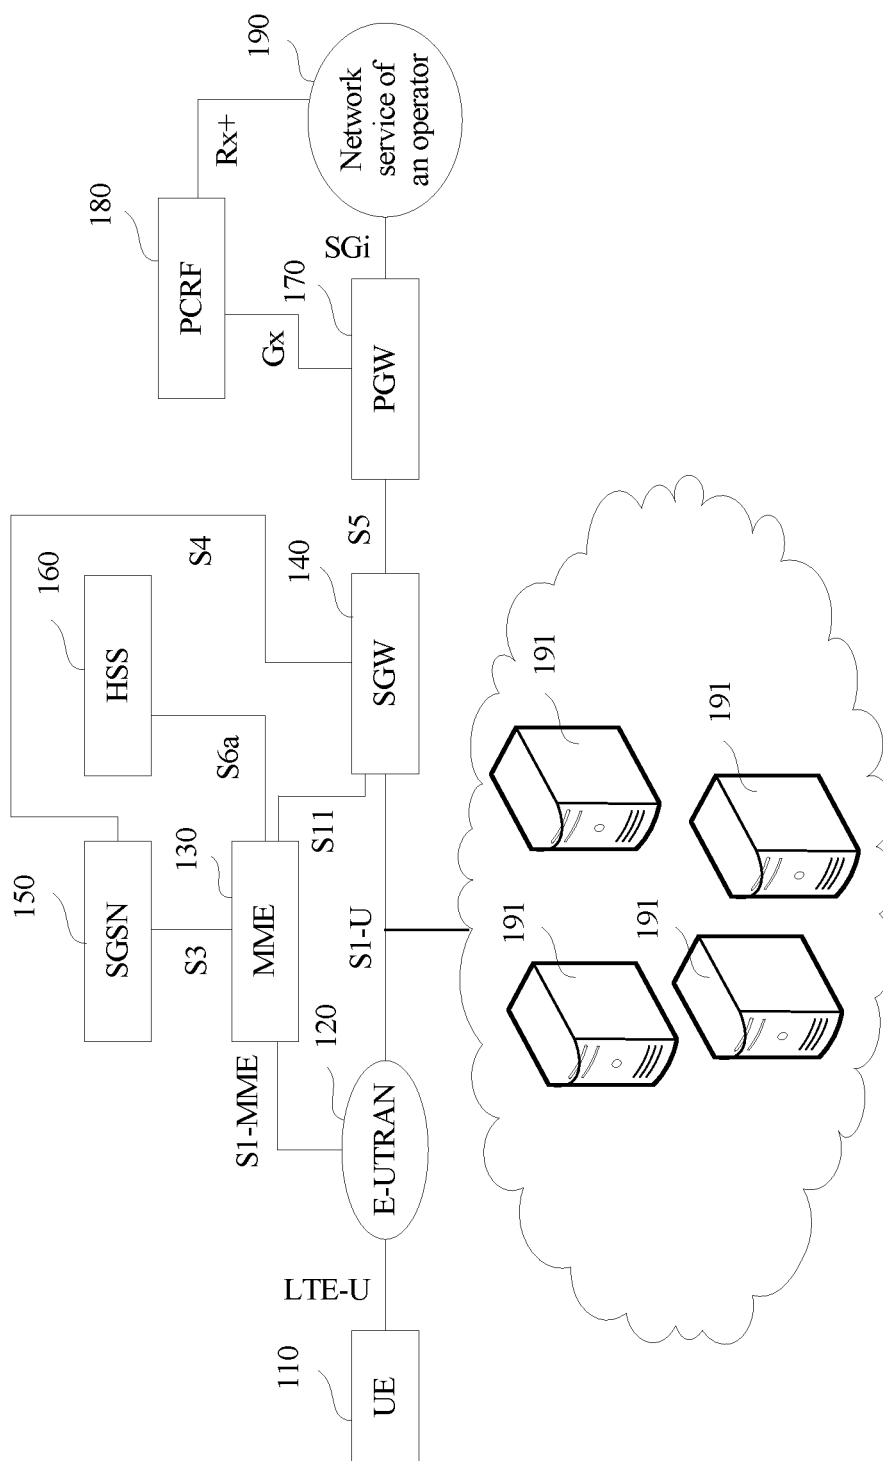 150
SGSN
160
HSS
S4
180
PCRF
Rx+
190
Network
service of
an operator
S3
S6a
Gx
SGi
S1-MME
130
MME
S11
140
SGW
S5
170
PGW
110
UE
LTE-U
120
E-UTRAN
S1-U
191
191
191
191